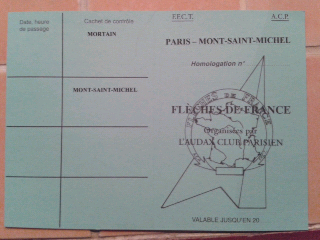 Date, heure
de passage
Cachet de contrôle
MORTAIN
MONT-SAINT-MICHEL
F.F.C.T.
A.C.P.
PARIS – MONT-SAINT-MICHEL
Homologation n°
FLÈCHES DE FRANCE
Organisées par
L'AUDAX CLUB PARISIEN
VALABLE JUSQU'EN 20